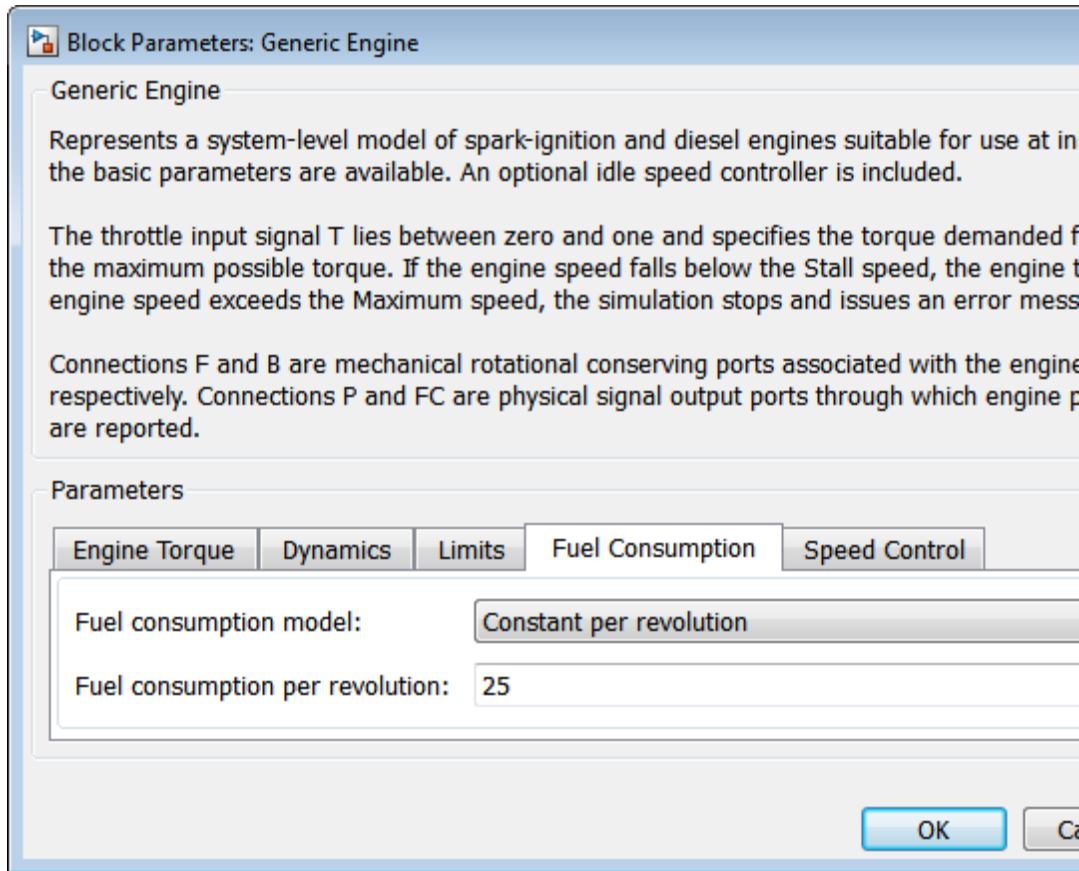 Block Parameters: Generic Engine
Generic Engine
Represents a system-level model of spark-ignition and diesel engines suitable for use at
the basic parameters are available. An optional idle speed controller is included.
The throttle input signal T lies between zero and one and specifies the torque demanded
the maximum possible torque. If the engine speed falls below the Stall speed, the engine
engine speed exceeds the Maximum speed, the simulation stops and issues an error
Connections F and B are mechanical rotational conserving ports associated with the engine
respectively. Connections P and FC are physical signal output ports through which engine
are reported.
Parameters
Engine Torque Dynamics Limits Fuel Consumption Speed Control
Fuel consumption model: Constant per revolution
Fuel consumption per revolution: 25
OK